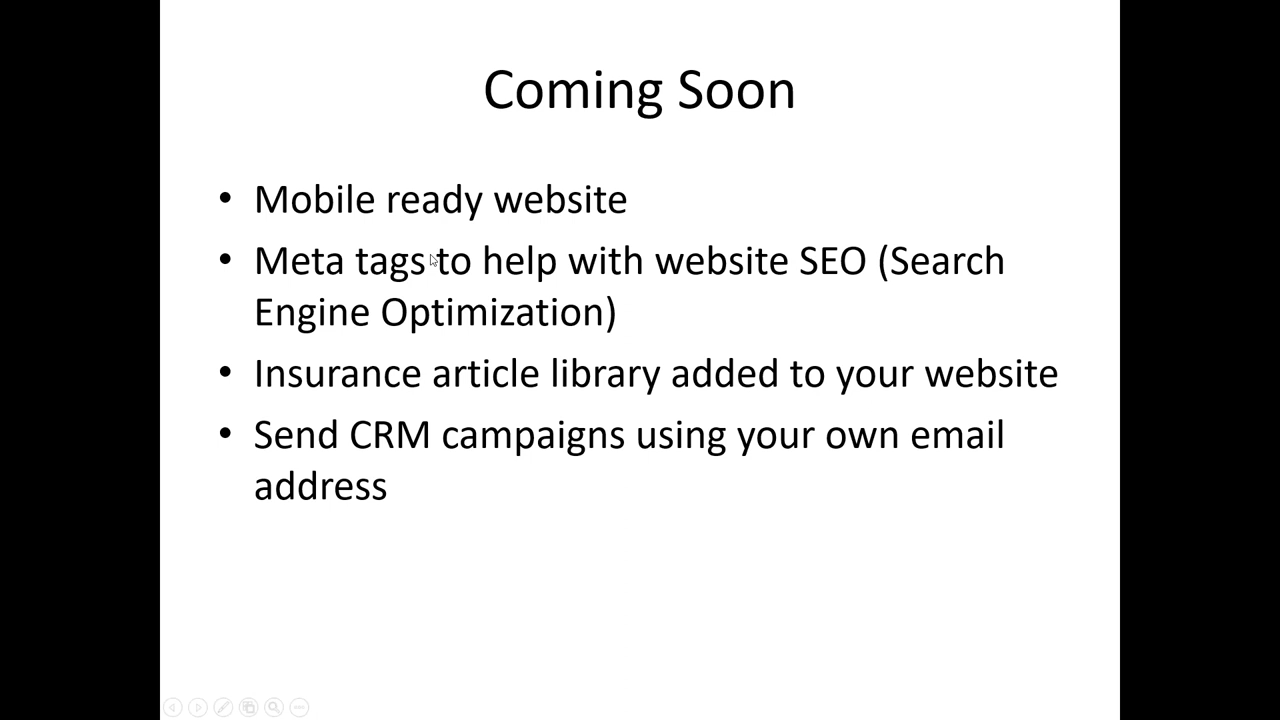 Coming Soon
• Mobile ready website
• Meta tags to help with website SEO (Search
Engine Optimization)
• Insurance article library added to your website
• Send CRM campaigns using your own email
address